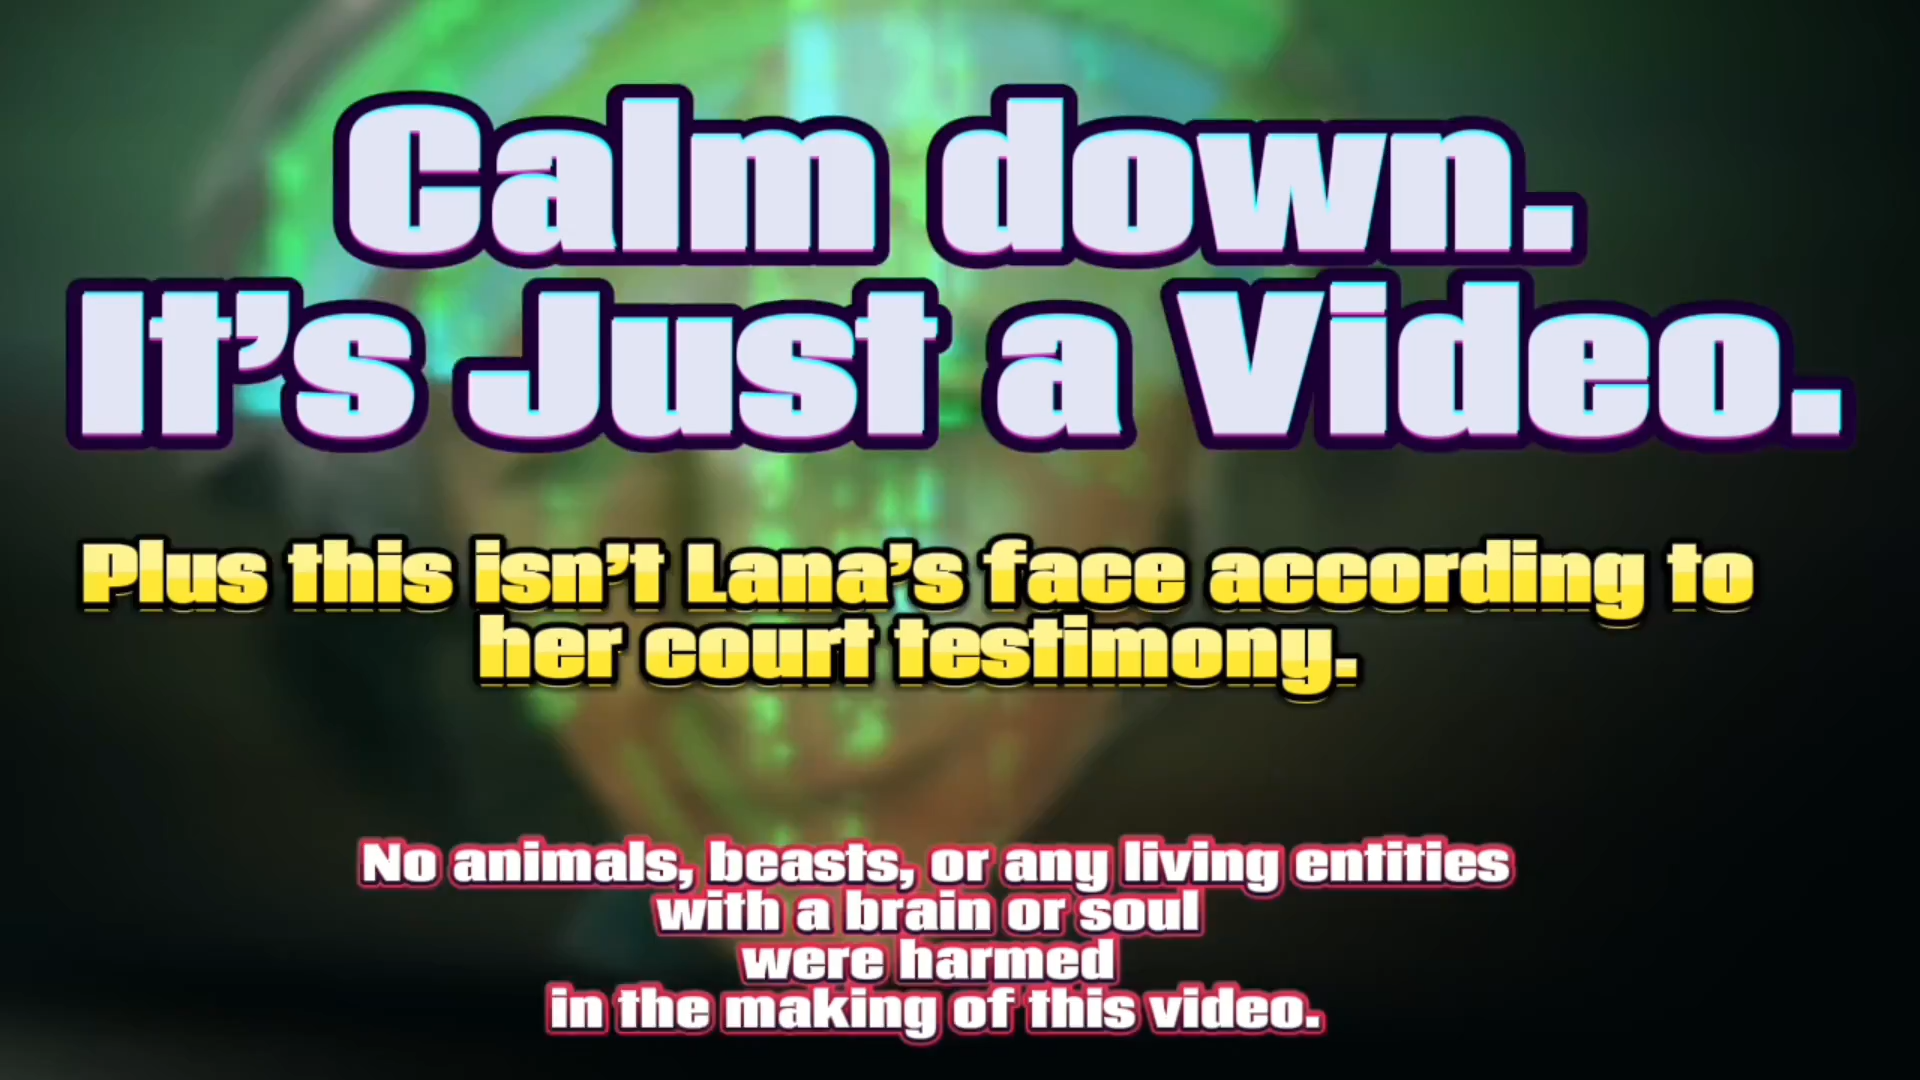 Calm down.
It's Just a Video.
Plus this isn't Lana's face according to
her court testimony.
No animals, beasts, or any living entities
with a brain or soul
were harmed
in the making of this video.